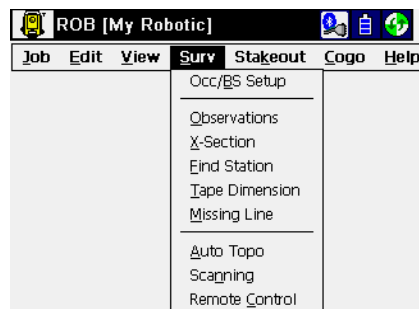 ROB [My Robotic]
Job Edit View Surv Stakeout Cogo Help
Occ/BS Setup
Observations
X-Section
Find Station
Tape Dimension
Missing Line
Auto Topo
Scanning
Remote Control